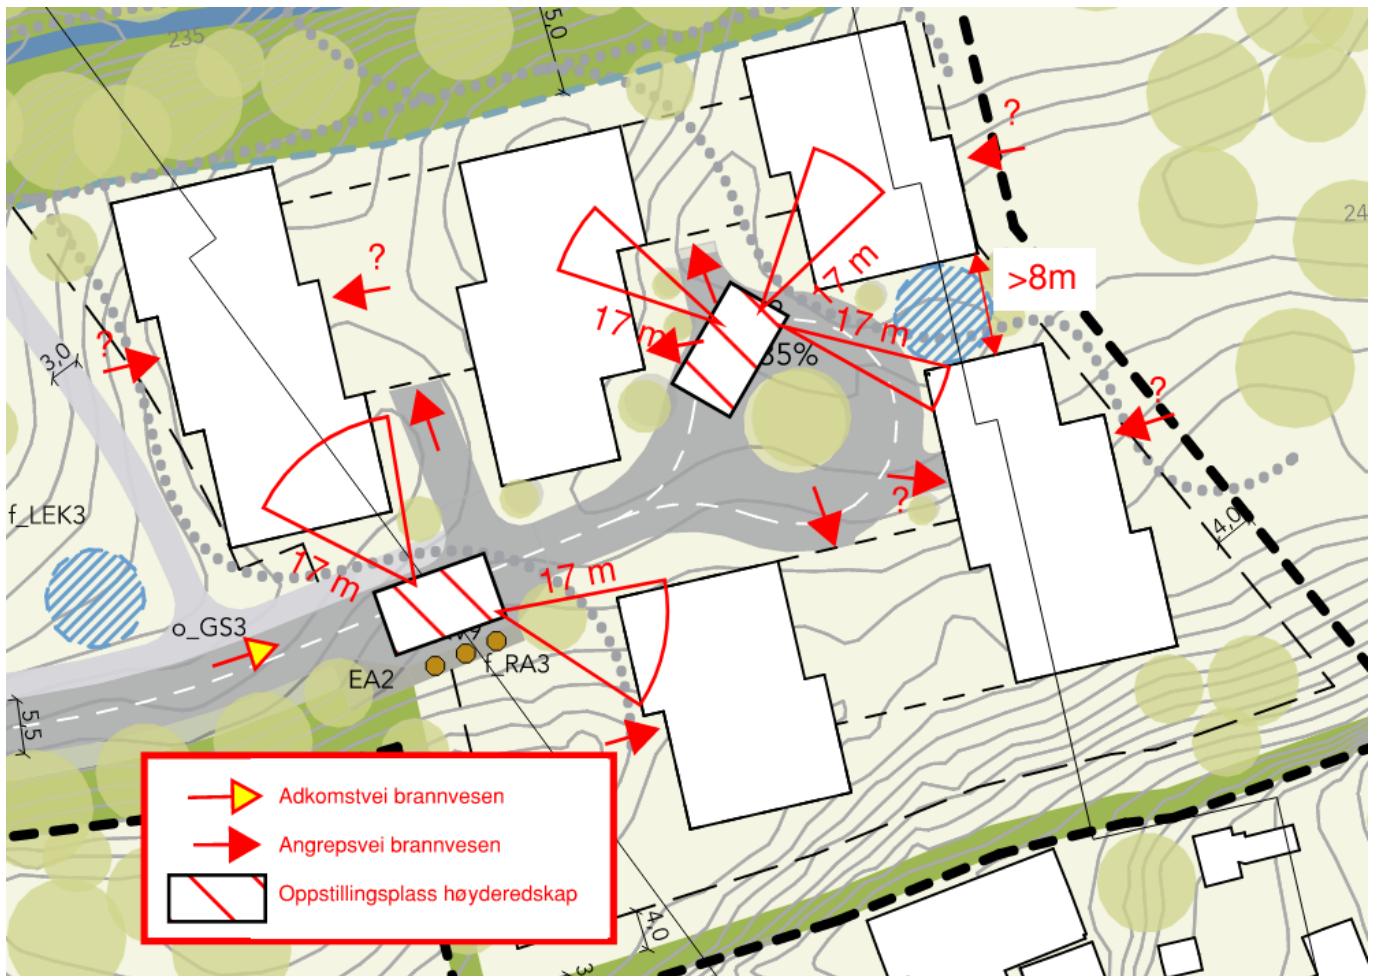 235
5,0
?
24
?
17 m
>8m
17 m
17 m
?
3,0
35%
?
?
f_LEK3
4,0
17 m
17 m
o_GS3
f_RA3
EA2
5,5
Adkomstvei brannvesen
Angrepsvei brannvesen
Oppstillingsplass høyderedskap
4,0
3